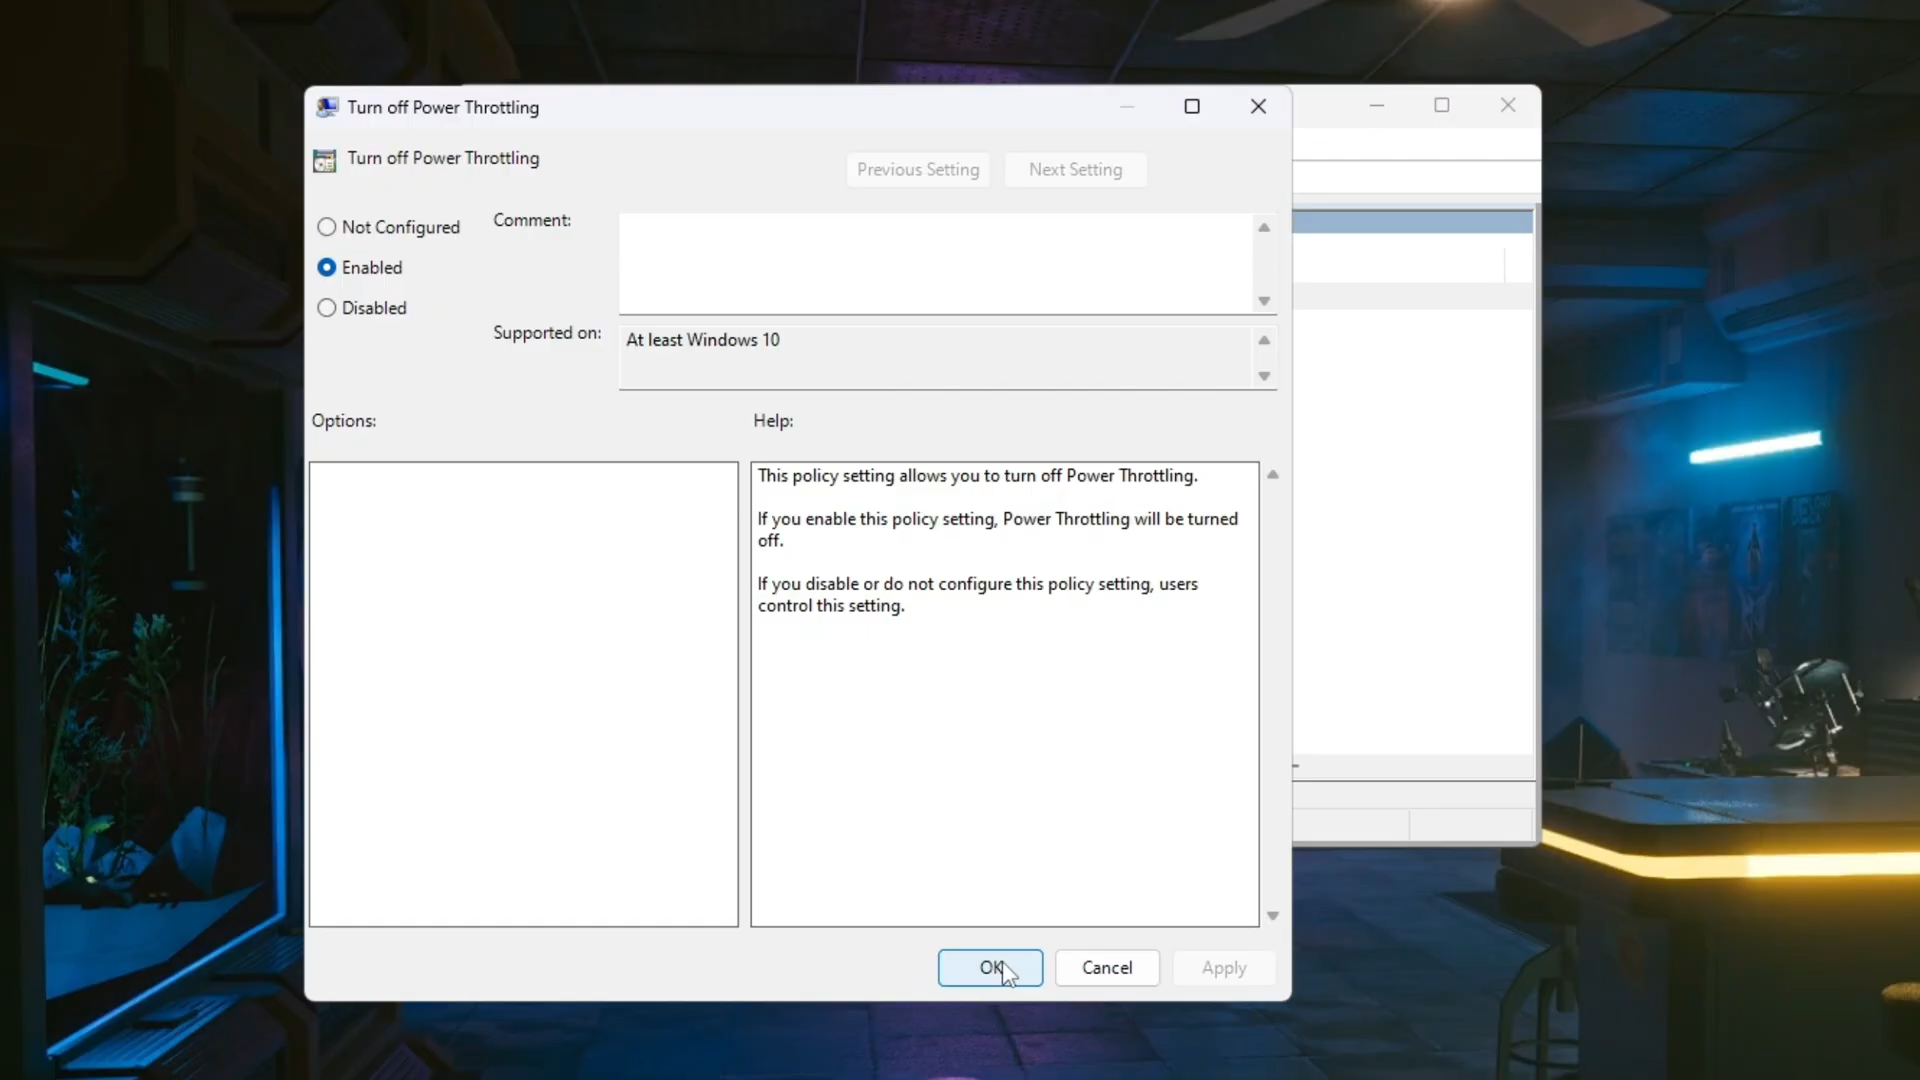 Turn off Power Throttling
Turn off Power Throttling
Previous Setting
Next Setting
Not Configured
Enabled
Disabled
Comment:
Supported on:
At least Windows 10
Options:
Help:
This policy setting allows you to turn off Power Throttling.
If you enable this policy setting, Power Throttling will be turned
off.
If you disable or do not configure this policy setting, users
control this setting.
OK
Cancel
Apply